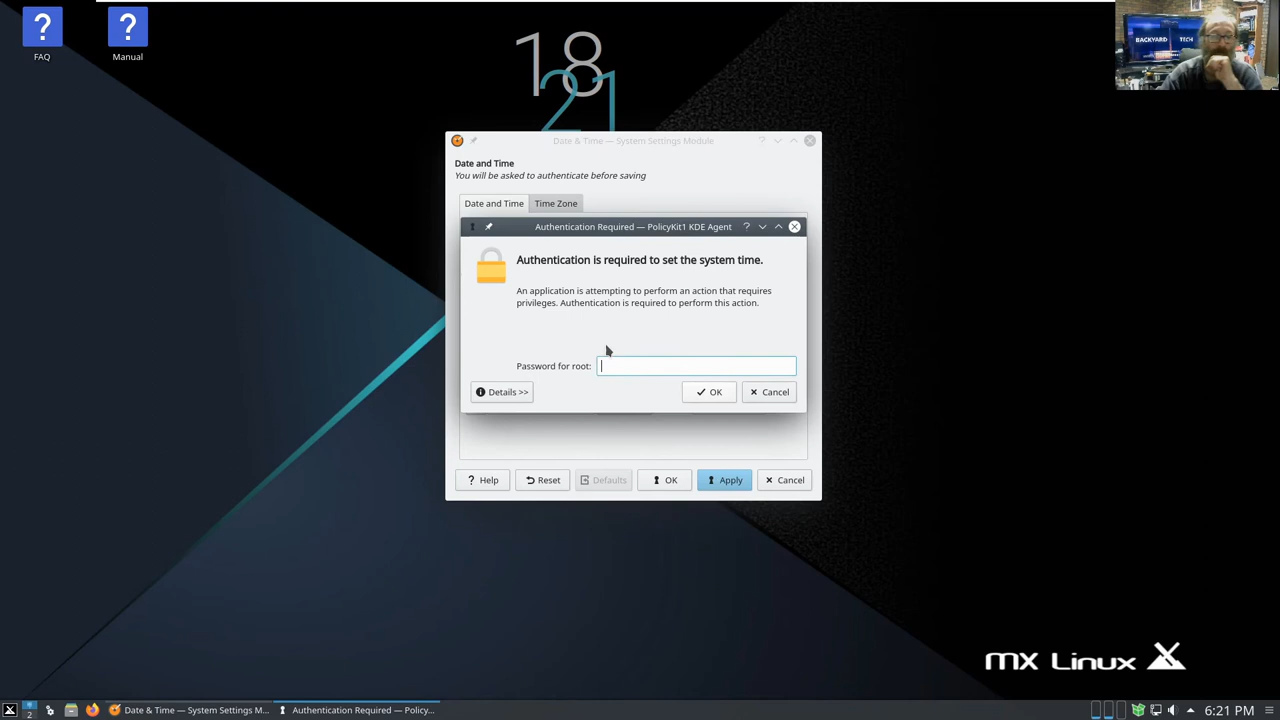 ?
FAQ
?
Manual
18
21
BACKYARD TECH
Date & Time — System Settings Module
Date and Time
You will be asked to authenticate before saving
Date and Time
Time Zone
Authentication Required — PolicyKit1 KDE Agent
Authentication is required to set the system time.
An application is attempting to perform an action that requires
privileges. Authentication is required to perform this action.
Password for root:
Details >>
OK
Cancel
? Help
Reset
Defaults
OK
Apply
Cancel
MX Linux
2
Date & Time — System Settings M...
Authentication Required — Policy...
6:21 PM